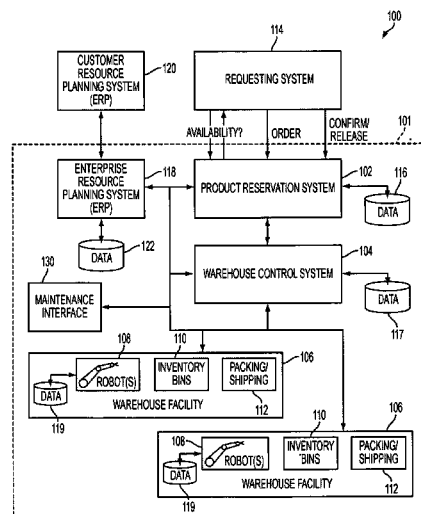 100
114
CUSTOMER
RESOURCE
PLANNING SYSTEM
(ERP)
120
REQUESTING SYSTEM
AVAILABILITY?
ORDER
CONFIRM/
RELEASE
101
ENTERPRISE
RESOURCE
PLANNING SYSTEM
(ERP)
118
102
PRODUCT RESERVATION SYSTEM
116
DATA
122
DATA
104
WAREHOUSE CONTROL SYSTEM
DATA
117
130
MAINTENANCE
INTERFACE
108
110
106
ROBOT(S)
INVENTORY
BINS
PACKING/
SHIPPING
DATA
119
WAREHOUSE FACILITY
112
108
110
106
ROBOT(S)
INVENTORY
BINS
PACKING/
SHIPPING
DATA
119
WAREHOUSE FACILITY
112